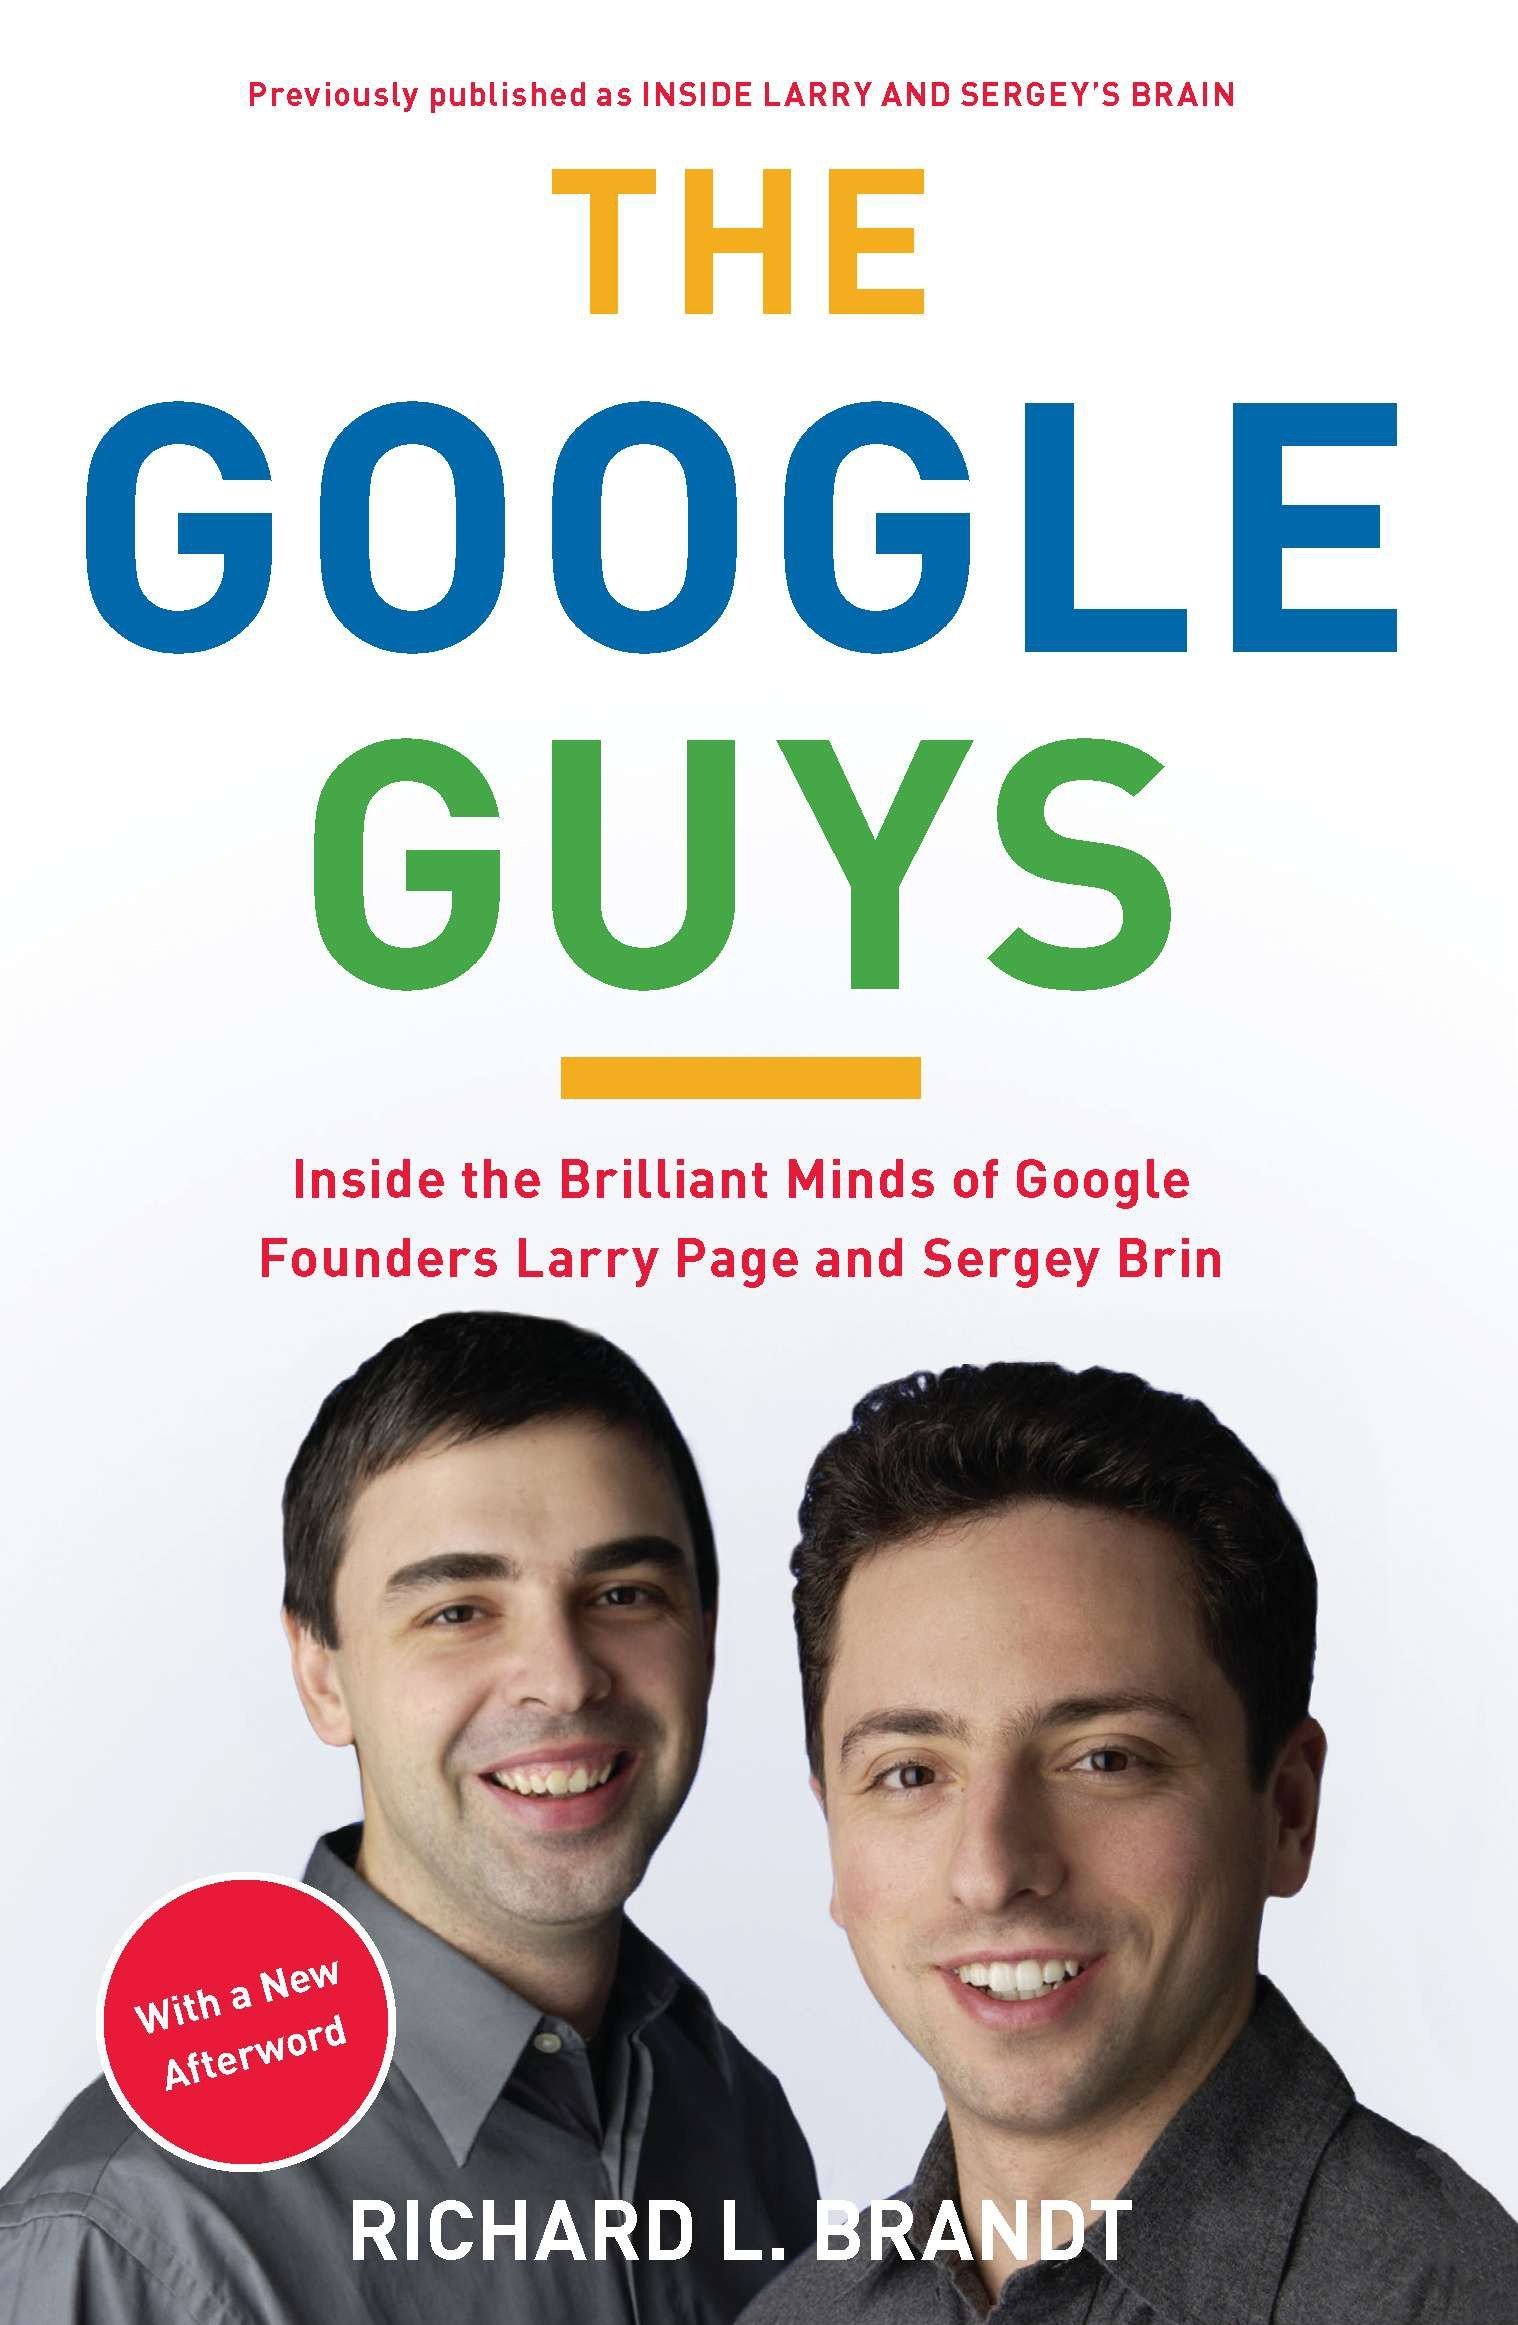 Previously published as INSIDE LARRY AND SERGEY'S BRAIN
THE
GOOGLE
GUYS
Inside the Brilliant Minds of Google
Founders Larry Page and Sergey Brin
With a New
Afterword
RICHARD L. BRANDT